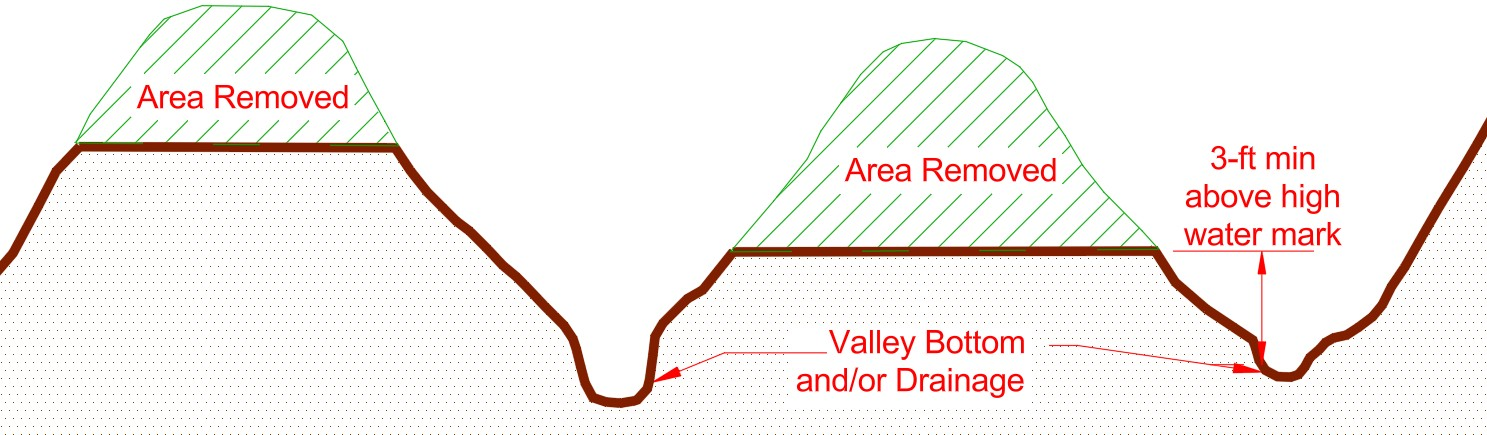 Area Removed
Area Removed
3-ft min
above high
water mark
Valley Bottom
and/or Drainage